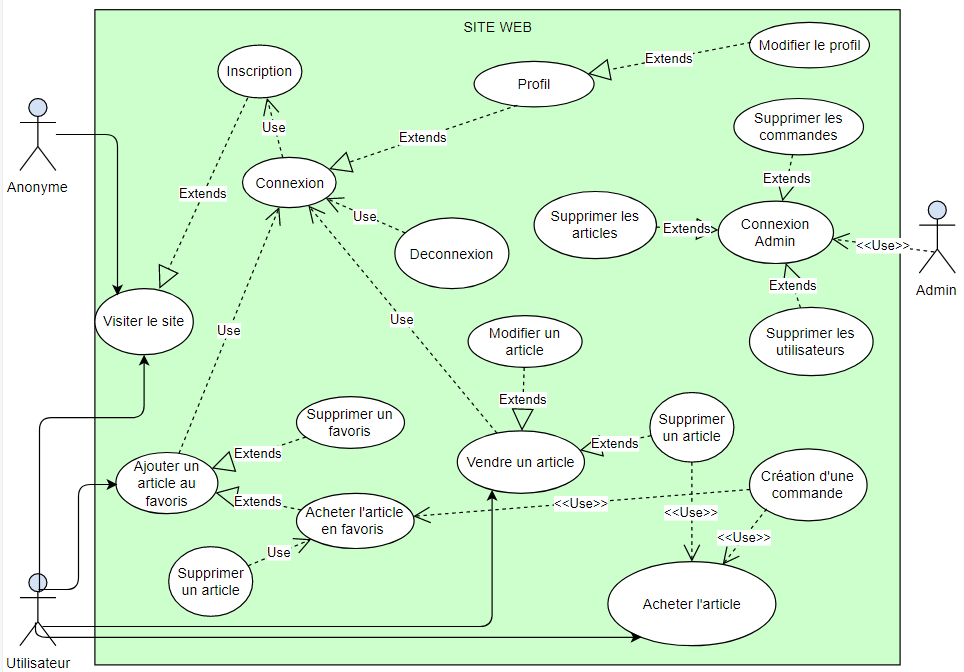 SITE WEB
Inscription
Modifier le profil
Extends
Profil
Supprimer les
commandes
Use
Extends
Anonyme
Connexion
Extends
Extends
Supprimer les
articles
Extends
Connexion
Admin
Use
Deconnexion
<<Use>>
Admin
Extends
Visiter le site
Use
Use
Modifier un
article
Supprimer les
utilisateurs
Extends
Supprimer un
favoris
Supprimer
un article
Extends
Extends
Ajouter un
article au
favoris
Vendre un article
Création d'une
commande
Extends
Acheter l'article
en favoris
<<Use>>
<<Use>>
<<Use>>
Use
Supprimer
un article
Acheter l'article
Utilisateur